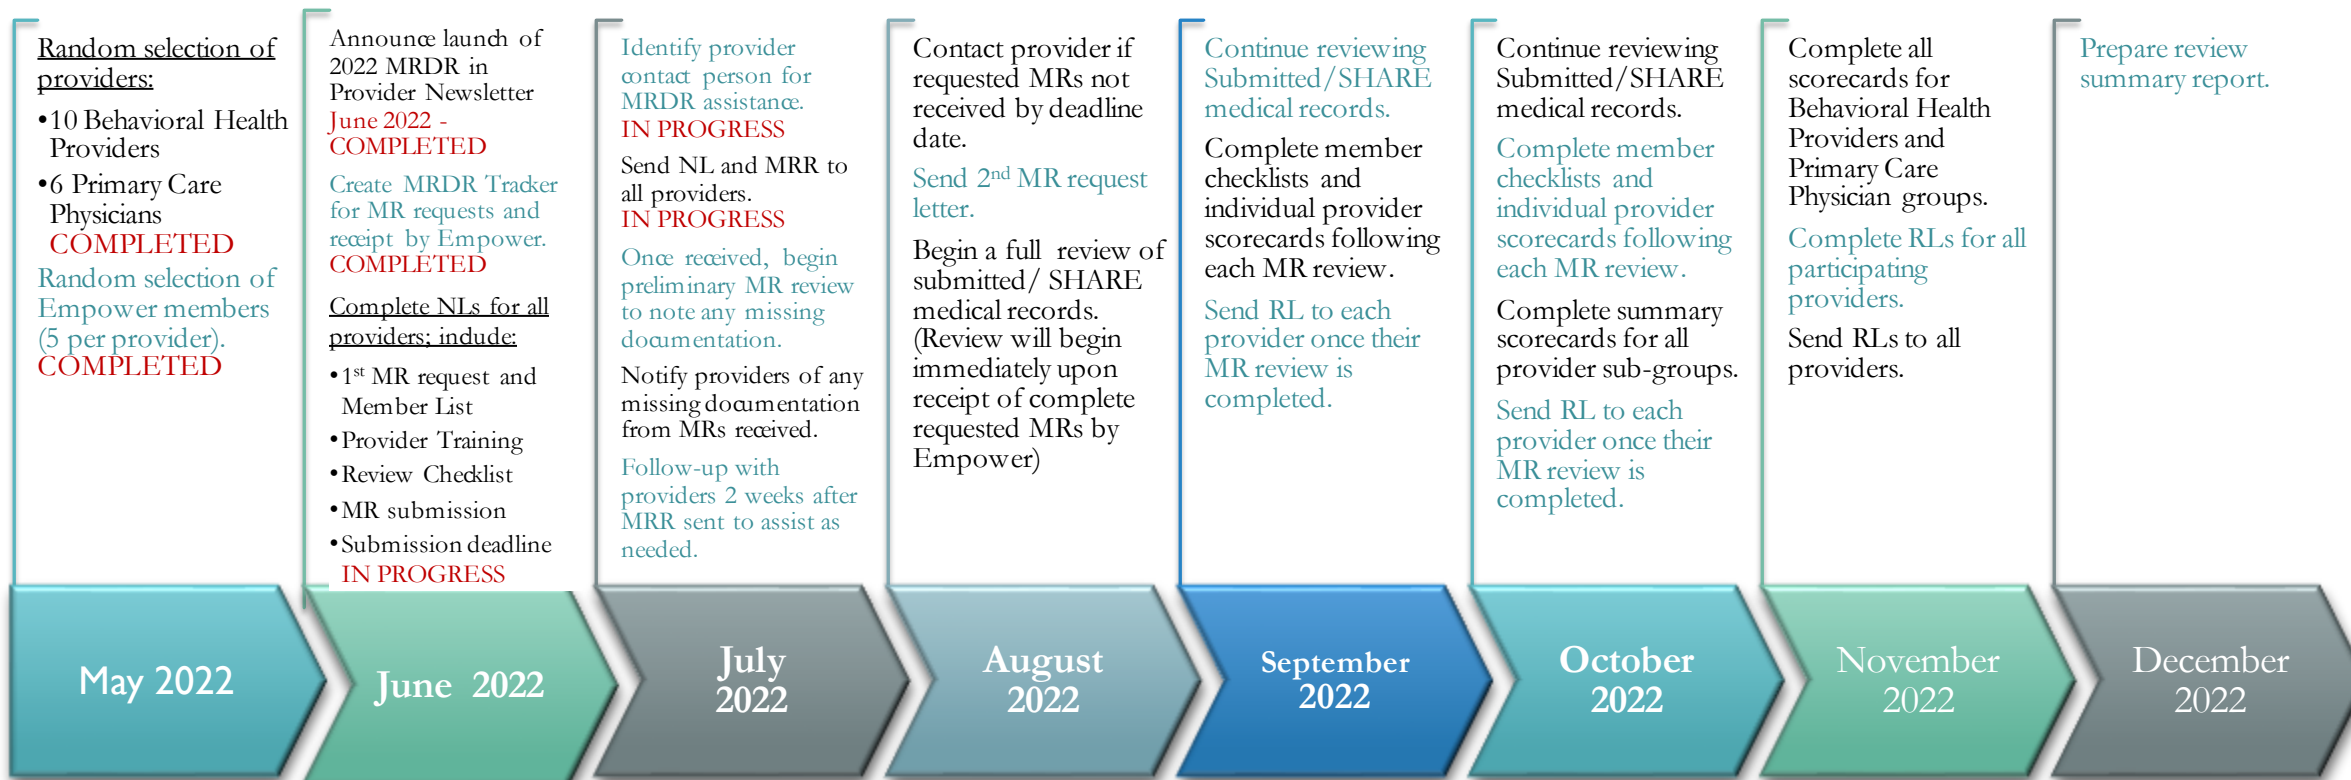 Random selection of
providers:
•10 Behavioral Health
Providers
•6 Primary Care
Physicians
COMPLETED
Random selection of
Empower members
(5 per provider).
COMPLETED
Announce launch of
2022 MRDR in
Provider Newsletter
June 2022 -
COMPLETED
Create MRDR Tracker
for MR requests and
receipt by Empower.
COMPLETED
Complete NLs for all
providers; include:
•1st MR request and
Member List
•Provider Training
•Review Checklist
•MR submission
•Submission deadline
IN PROGRESS
Identify provider
contact person for
MRDR assistance.
IN PROGRESS
Send NL and MRR to
all providers.
IN PROGRESS
Once received, begin
preliminary MR review
to note any missing
documentation.
Notify providers of any
missing documentation
from MRs received.
Follow-up with
providers 2 weeks after
MRR sent to assist as
needed.
Contact provider if
requested MRs not
received by deadline
date.
Send 2nd MR request
letter.
Begin a full review of
submitted/ SHARE
medical records.
(Review will begin
immediately upon
receipt of complete
requested MRs by
Empower)
Continue reviewing
Submitted/SHARE
medical records.
Complete member
checklists and
individual provider
scorecards following
each MR review.
Send RL to each
provider once their
MR review is
completed.
Continue reviewing
Submitted/SHARE
medical records.
Complete member
checklists and
individual provider
scorecards following
each MR review.
Complete summary
scorecards for all
provider sub-groups.
Send RL to each
provider once their
MR review is
completed.
Complete all
scorecards for
Behavioral Health
Providers and
Primary Care
Physician groups.
Complete RLs for all
participating
providers.
Send RLs to all
providers.
Prepare review
summary report.
May 2022
June 2022
July
2022
August
2022
September
2022
October
2022
November
2022
December
2022